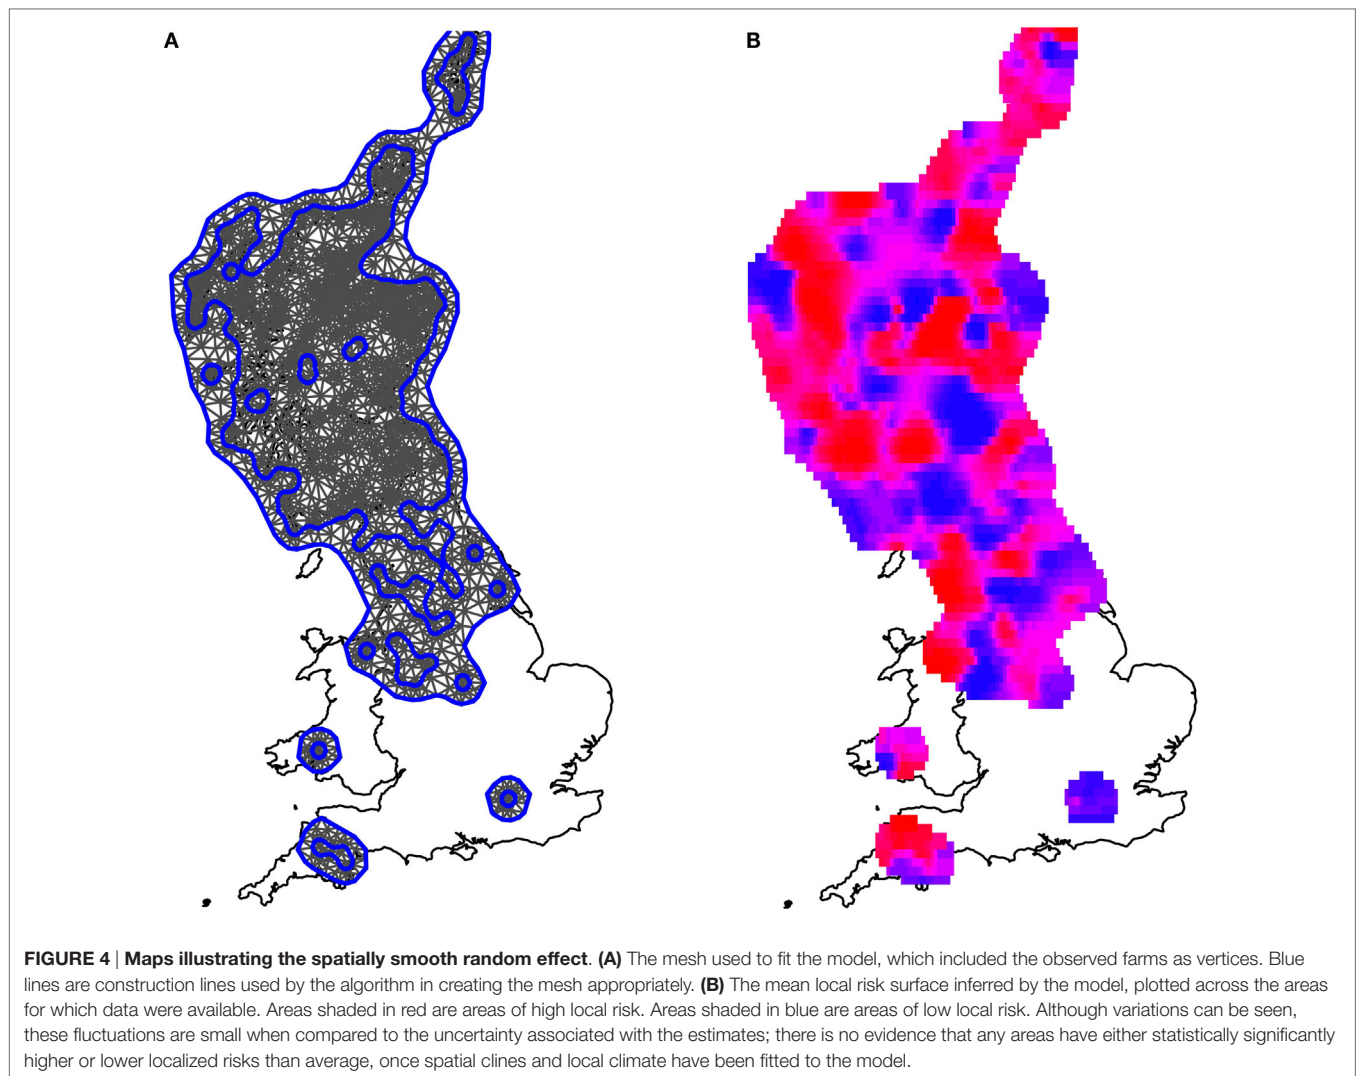 A
B
FIGURE 4 | Maps illustrating the spatially smooth random effect. (A) The mesh used to fit the model, which included the observed farms as vertices. Blue
lines are construction lines used by the algorithm in creating the mesh appropriately. (B) The mean local risk surface inferred by the model, plotted across the areas
for which data were available. Areas shaded in red are areas of high local risk. Areas shaded in blue are areas of low local risk. Although variations can be seen,
these fluctuations are small when compared to the uncertainty associated with the estimates; there is no evidence that any areas have either statistically significantly
higher or lower localized risks than average, once spatial clines and local climate have been fitted to the model.